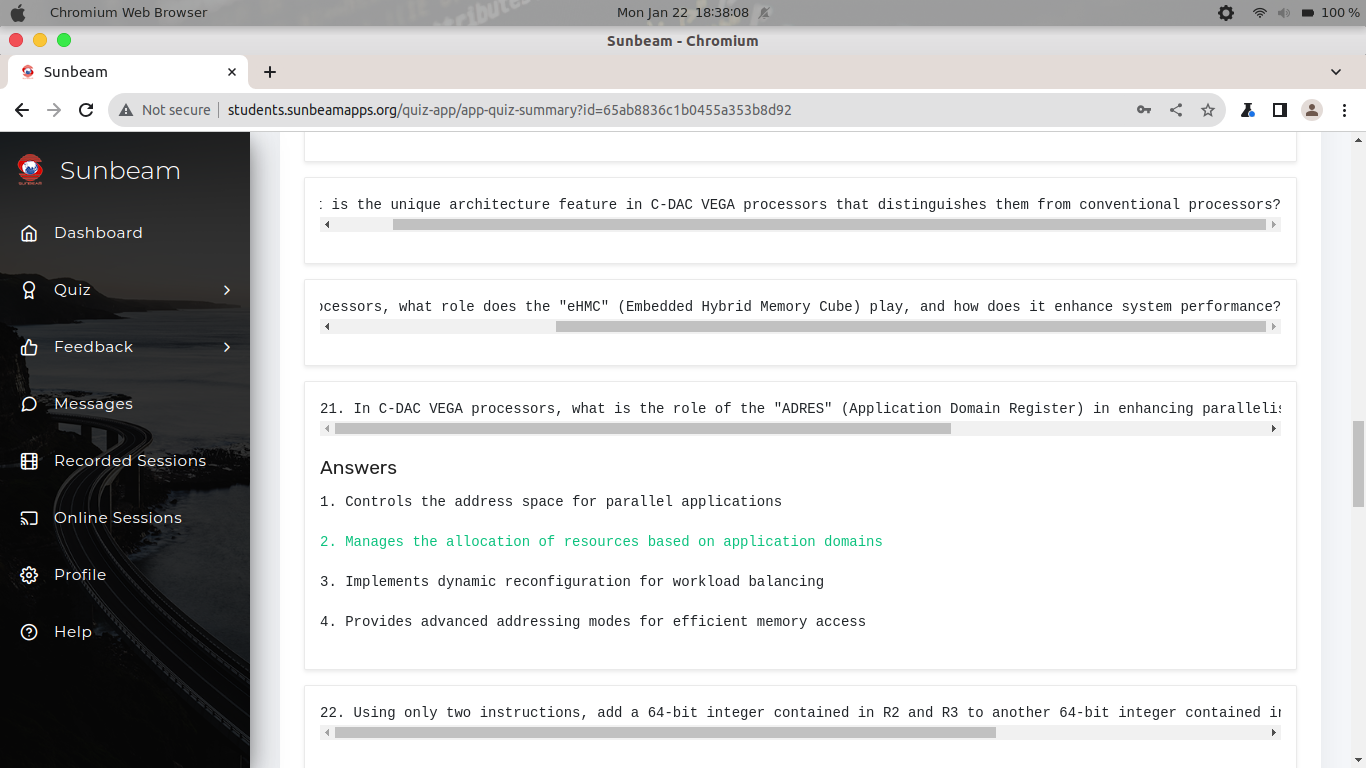 Chromium Web Browser
Mon Jan 22 18:38:08
100 %
Sunbeam - Chromium
Sunbeam
Not secure
students.sunbeamapps.org/quiz-app/app-quiz-summary?id=65ab8836c1b0455a353b8d92
Sunbeam
Dashboard
Quiz
Feedback
Messages
Recorded Sessions
Online Sessions
Profile
Help
is the unique architecture feature in C-DAC VEGA processors that distinguishes them from conventional processors?
ocessors, what role does the "eHMC" (Embedded Hybrid Memory Cube) play, and how does it enhance system performance?
21. In C-DAC VEGA processors, what is the role of the "ADRES" (Application Domain Register) in enhancing parallelis
Answers
1. Controls the address space for parallel applications
2. Manages the allocation of resources based on application domains
3. Implements dynamic reconfiguration for workload balancing
4. Provides advanced addressing modes for efficient memory access
22. Using only two instructions, add a 64-bit integer contained in R2 and R3 to another 64-bit integer contained in